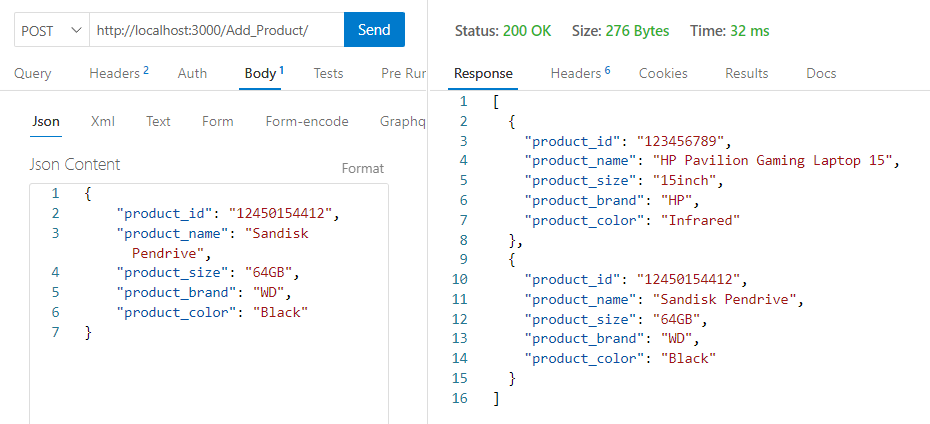 POST http://localhost:3000/Add_Product/ Send
Query Headers 2 Auth Body 1 Tests Pre Run
Json Xml Text Form Form-encode Graphq
Json Content Format
1 {
2 "product_id": "12450154412",
3 "product_name": "Sandisk
Pendrive",
4 "product_size": "64GB",
5 "product_brand": "WD",
6 "product_color": "Black"
7 }
Status: 200 OK Size: 276 Bytes Time: 32 ms
Response Headers 6 Cookies Results Docs
1 [
2 {
3 "product_id": "123456789",
4 "product_name": "HP Pavilion Gaming Laptop 15",
5 "product_size": "15inch",
6 "product_brand": "HP",
7 "product_color": "Infrared"
8 },
9 {
10 "product_id": "12450154412",
11 "product_name": "Sandisk Pendrive",
12 "product_size": "64GB",
13 "product_brand": "WD",
14 "product_color": "Black"
15 }
16 ]